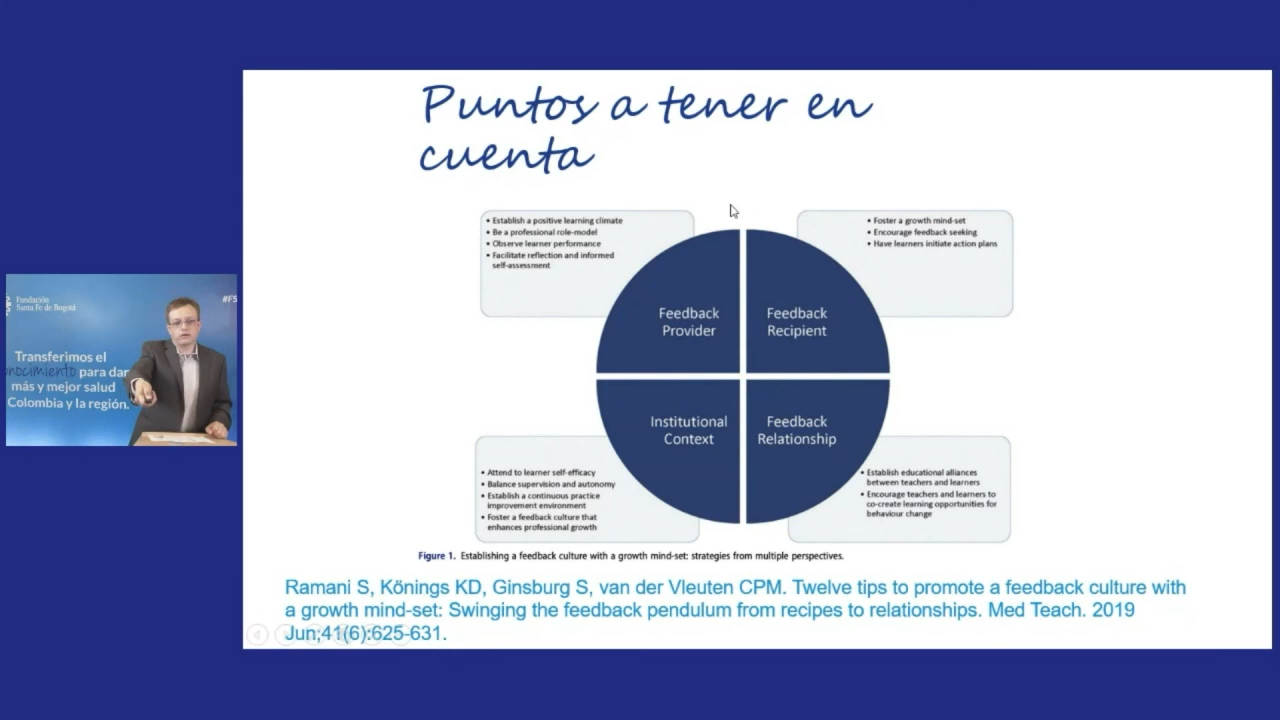 Puntos a tener en
cuenta
• Establish a positive learning climate
• Be a professional role-model
• Observe learner performance
• Facilitate reflection and informed
self-assessment
• Foster a growth mind-set
• Encourage feedback seeking
• Have learners initiate action plans
Feedback
Provider
Feedback
Recipient
Institutional
Context
Feedback
Relationship
• Attend to learner self-efficacy
• Balance supervision and autonomy
• Establish a continuous practice
improvement environment
• Foster a feedback culture that
enhances professional growth
• Establish educational alliances
between teachers and learners
• Encourage teachers and learners to
co-create learning opportunities for
behaviour change
Figure 1. Establishing a feedback culture with a growth mind-set: strategies from multiple perspectives.
Ramani S, Könings KD, Ginsburg S, van der Vleuten CPM. Twelve tips to promote a feedback culture with
a growth mind-set: Swinging the feedback pendulum from recipes to relationships. Med Teach. 2019
Jun;41(6):625-631.
Fundación
Santa Fe de Bogotá
#FS
Transferimos el
onocimiento para dar
más y mejor salud
Colombia y la región.